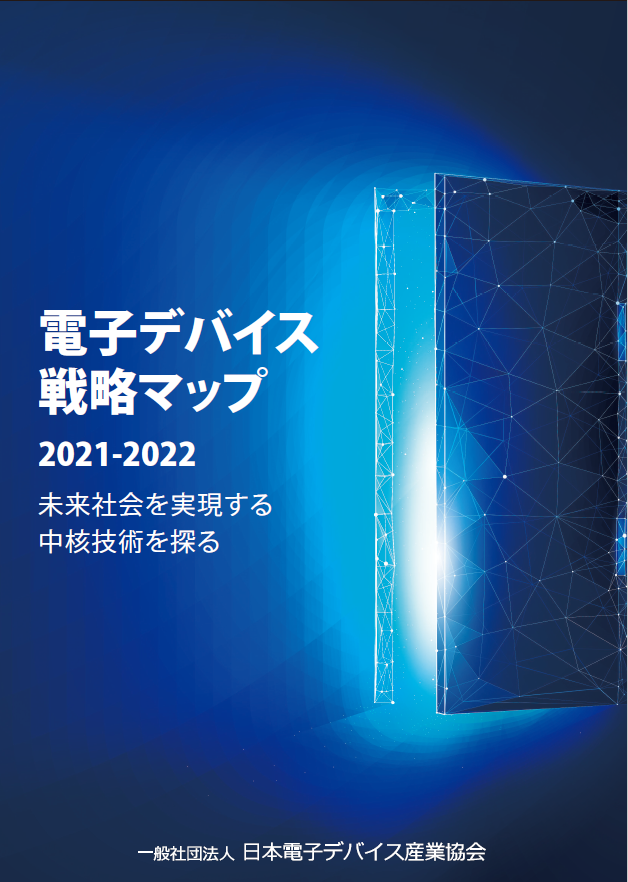 電子デバイス
戦略マップ
2021-2022
未来社会を実現する
中核技術を探る
一般社団法人 日本電子デバイス産業協会